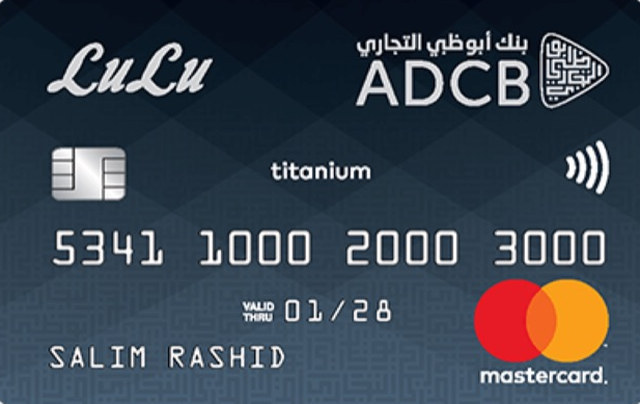 LuLu
بنك أبوظبي التجاري
ADCB
titanium
5341 1000 2000 3000
VALID THRU 01/28
SALIM RASHID
mastercard.